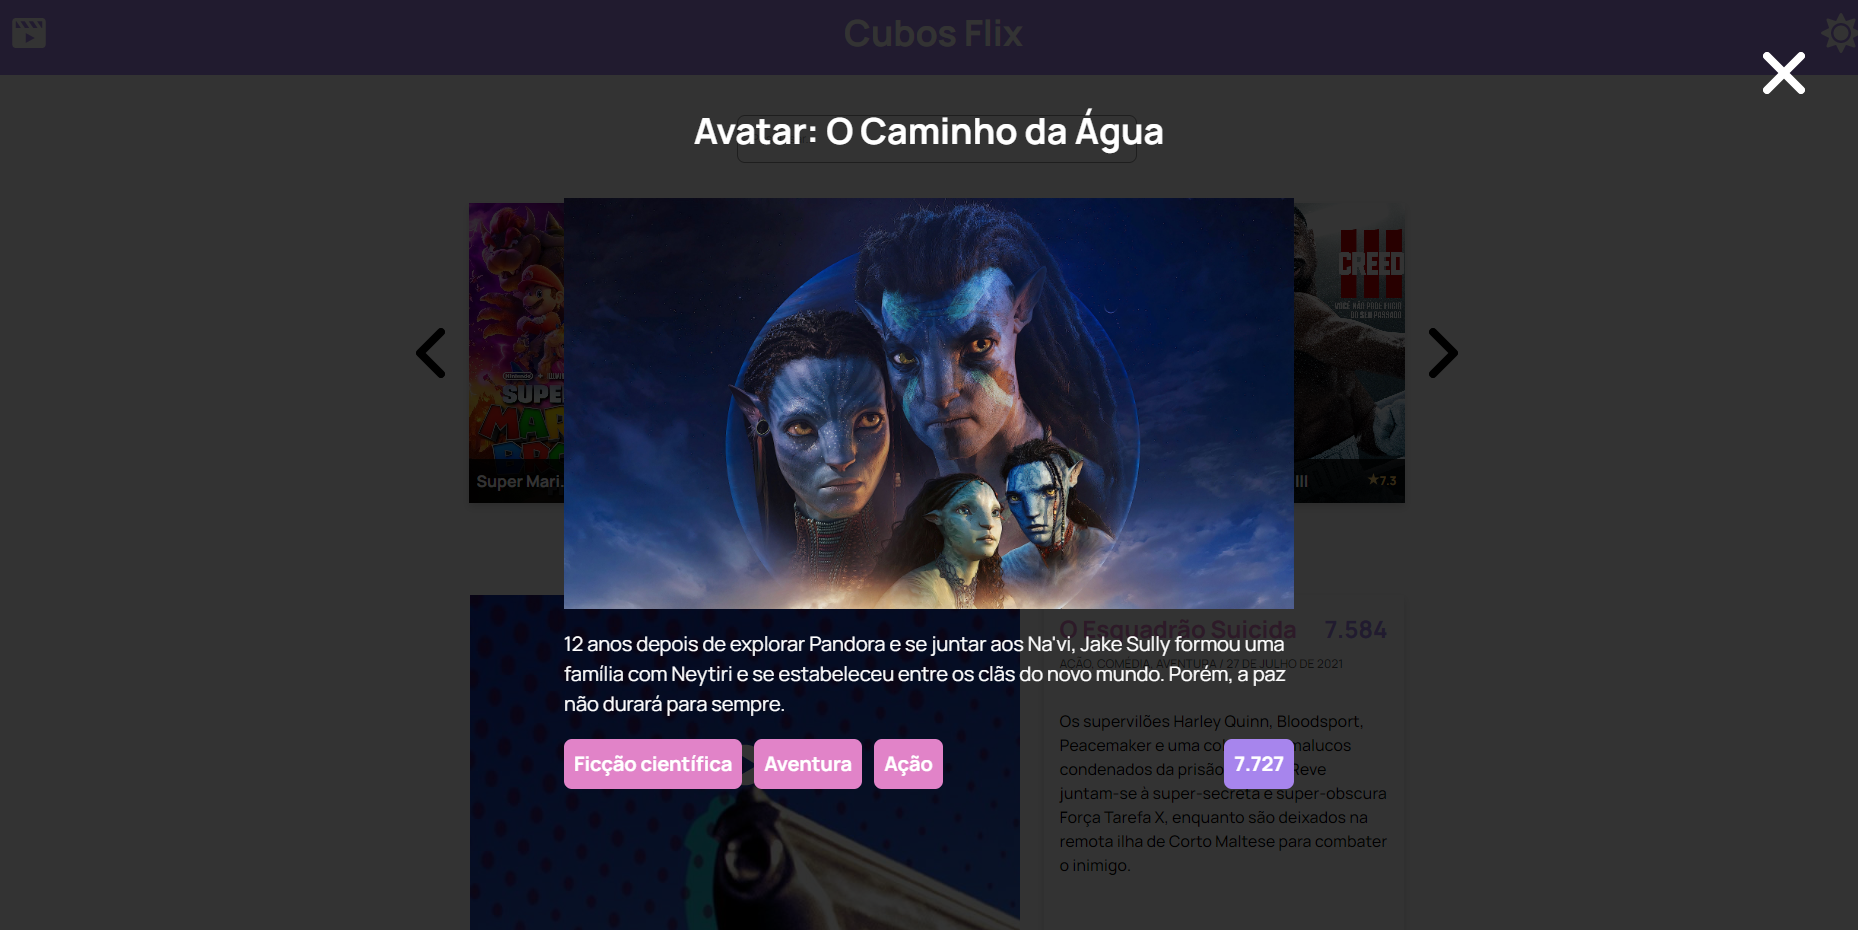 Cubos Flix
Avatar: O Caminho da Água
CREED
VOCÊ NÃO PODE FUGIR
DO SEU PASSADO
Nintendo
SUPER
MAR
BRO
Super Mari...
III
★7.3
12 anos depois de explorar Pandora e se juntar aos Na'vi, Jake Sully formou uma
família com Neytiri e se estabeleceu entre os clãs do novo mundo. Porém, a paz
não durará para sempre.
Ficção científica
Aventura
Ação
7.727
O Esquadrão Suicida
7.584
AÇÃO, COMÉDIA, AVENTURA / 27 DE JULHO DE 2021
Os supervilões Harley Quinn, Bloodsport,
Peacemaker e uma malucos
condenados da prisão Reve
juntam-se à super-secreta e super-obscura
Força Tarefa X, enquanto são deixados na
remota ilha de Corto Maltese para combater
o inimigo.